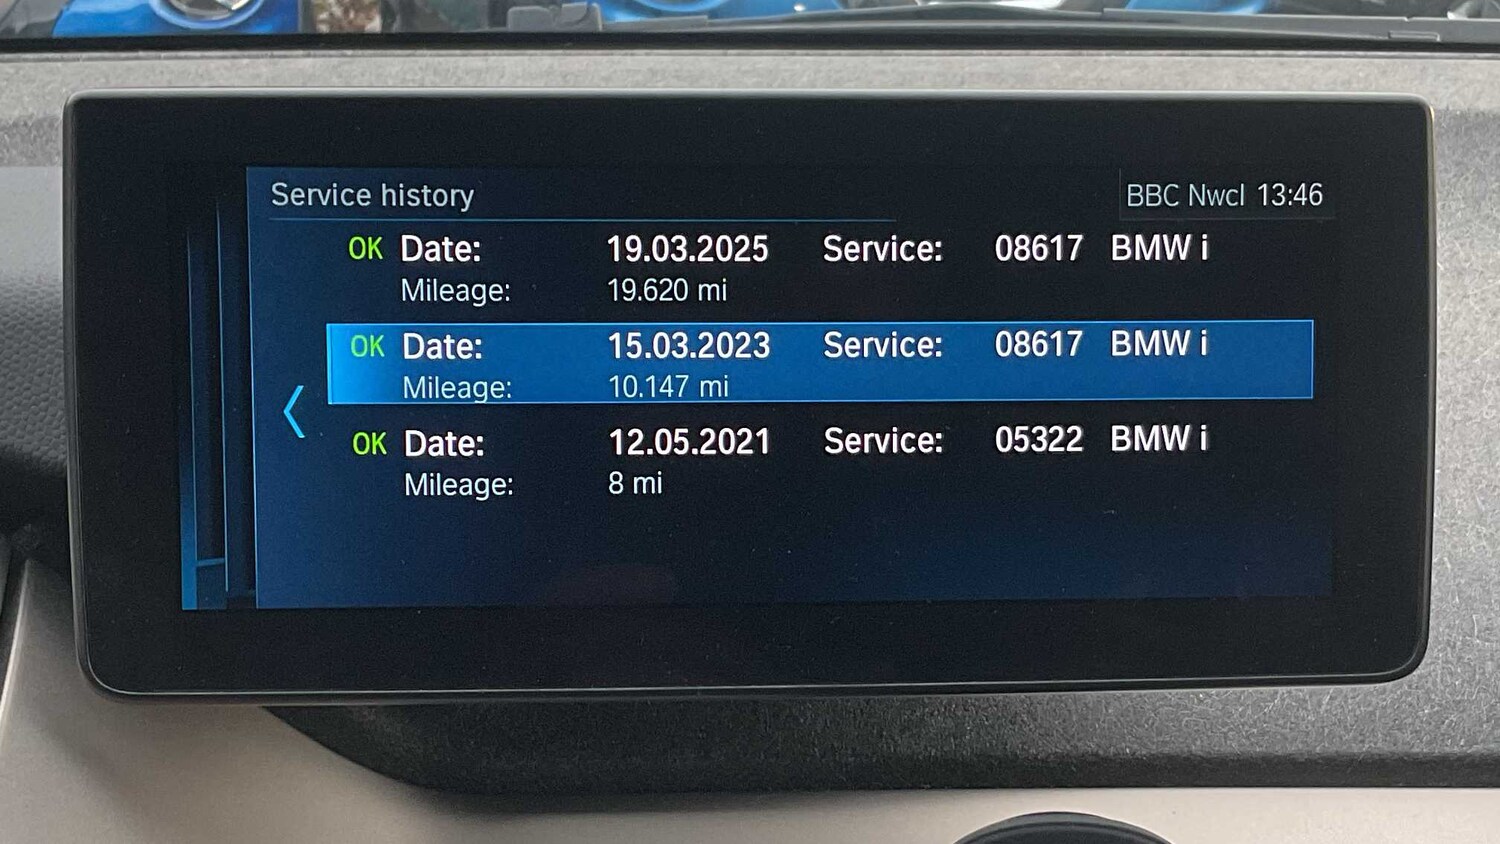 Service history BBC Nwcl 13:46
OK Date: 19.03.2025 Service: 08617 BMW i
Mileage: 19.620 mi
OK Date: 15.03.2023 Service: 08617 BMW i
Mileage: 10.147 mi
OK Date: 12.05.2021 Service: 05322 BMW i
Mileage: 8 mi